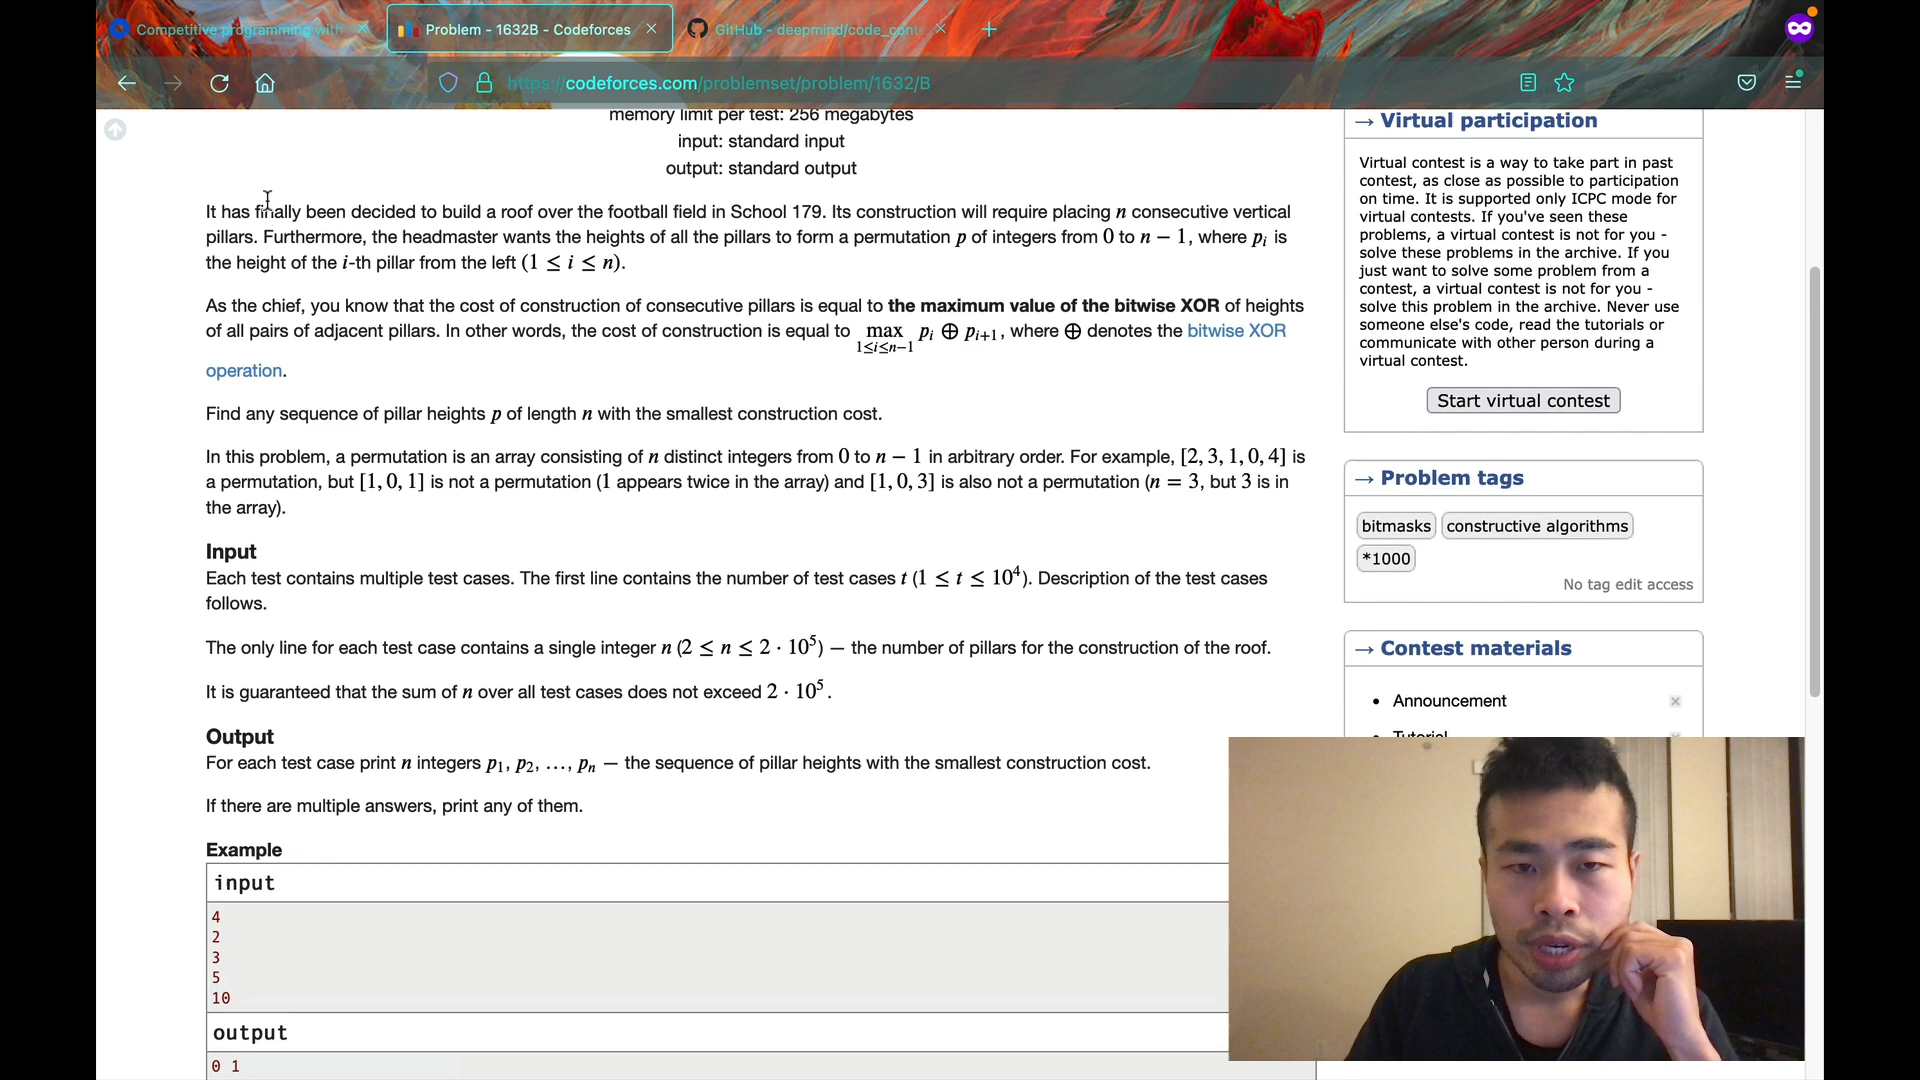 Competitive programming with
Problem - 1632B - Codeforces
GitHub - deepmind/code_conte
https://codeforces.com/problemset/problem/1632/B
memory limit per test: 256 megabytes
input: standard input
output: standard output
It has finally been decided to build a roof over the football field in School 179. Its construction will require placing n consecutive vertical
pillars. Furthermore, the headmaster wants the heights of all the pillars to form a permutation p of integers from 0 to n − 1, where pᵢ is
the height of the i-th pillar from the left (1 ≤ i ≤ n).
As the chief, you know that the cost of construction of consecutive pillars is equal to the maximum value of the bitwise XOR of heights
of all pairs of adjacent pillars. In other words, the cost of construction is equal to max pᵢ ⊕ pᵢ₊₁, where ⊕ denotes the bitwise XOR
1≤i≤n−1
operation.
Find any sequence of pillar heights p of length n with the smallest construction cost.
In this problem, a permutation is an array consisting of n distinct integers from 0 to n − 1 in arbitrary order. For example, [2, 3, 1, 0, 4] is
a permutation, but [1, 0, 1] is not a permutation (1 appears twice in the array) and [1, 0, 3] is also not a permutation (n = 3, but 3 is in
the array).
Input
Each test contains multiple test cases. The first line contains the number of test cases t (1 ≤ t ≤ 10⁴). Description of the test cases
follows.
The only line for each test case contains a single integer n (2 ≤ n ≤ 2 · 10⁵) — the number of pillars for the construction of the roof.
It is guaranteed that the sum of n over all test cases does not exceed 2 · 10⁵.
Output
For each test case print n integers p₁, p₂, …, pₙ — the sequence of pillar heights with the smallest construction cost.
If there are multiple answers, print any of them.
Example
input
4
2
3
5
10
output
0 1
→ Virtual participation
Virtual contest is a way to take part in past
contest, as close as possible to participation
on time. It is supported only ICPC mode for
virtual contests. If you've seen these
problems, a virtual contest is not for you -
solve these problems in the archive. If you
just want to solve some problem from a
contest, a virtual contest is not for you -
solve this problem in the archive. Never use
someone else's code, read the tutorials or
communicate with other person during a
virtual contest.
Start virtual contest
→ Problem tags
bitmasks
constructive algorithms
*1000
No tag edit access
→ Contest materials
• Announcement
• Tutorial